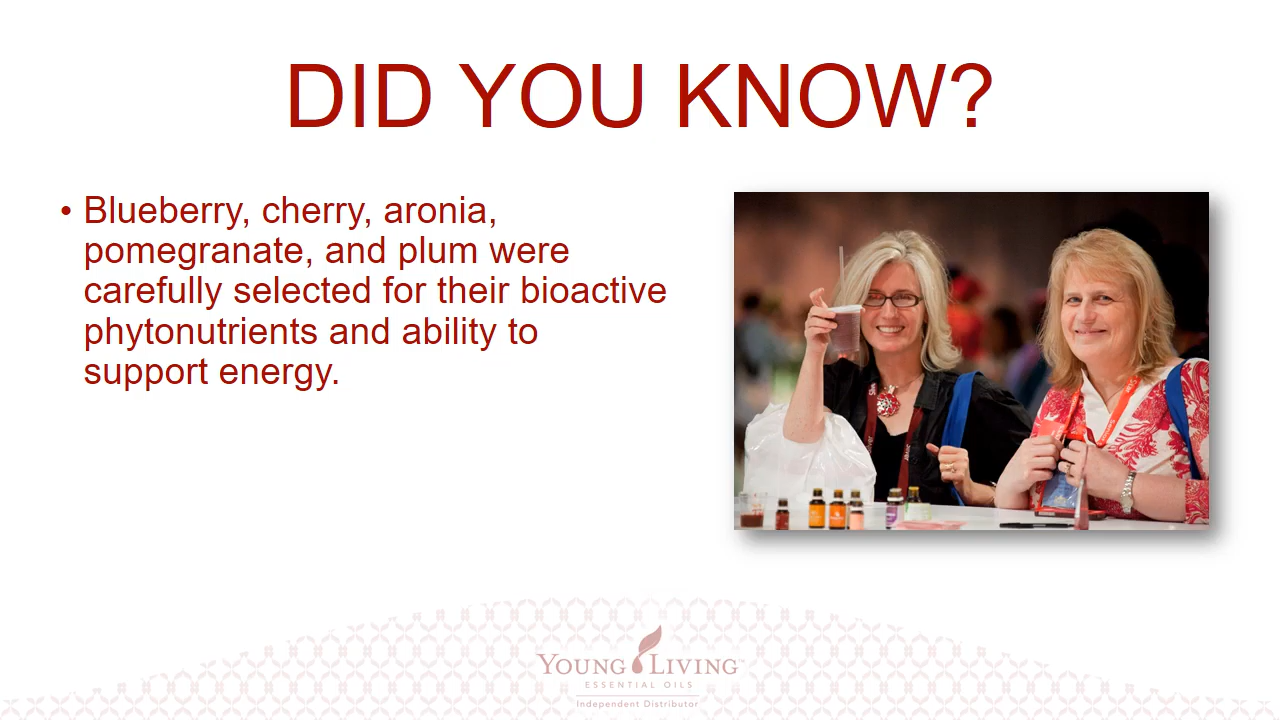 DID YOU KNOW?
• Blueberry, cherry, aronia,
pomegranate, and plum were
carefully selected for their bioactive
phytonutrients and ability to
support energy.
YOUNG LIVING
ESSENTIAL OILS
Independent Distributor